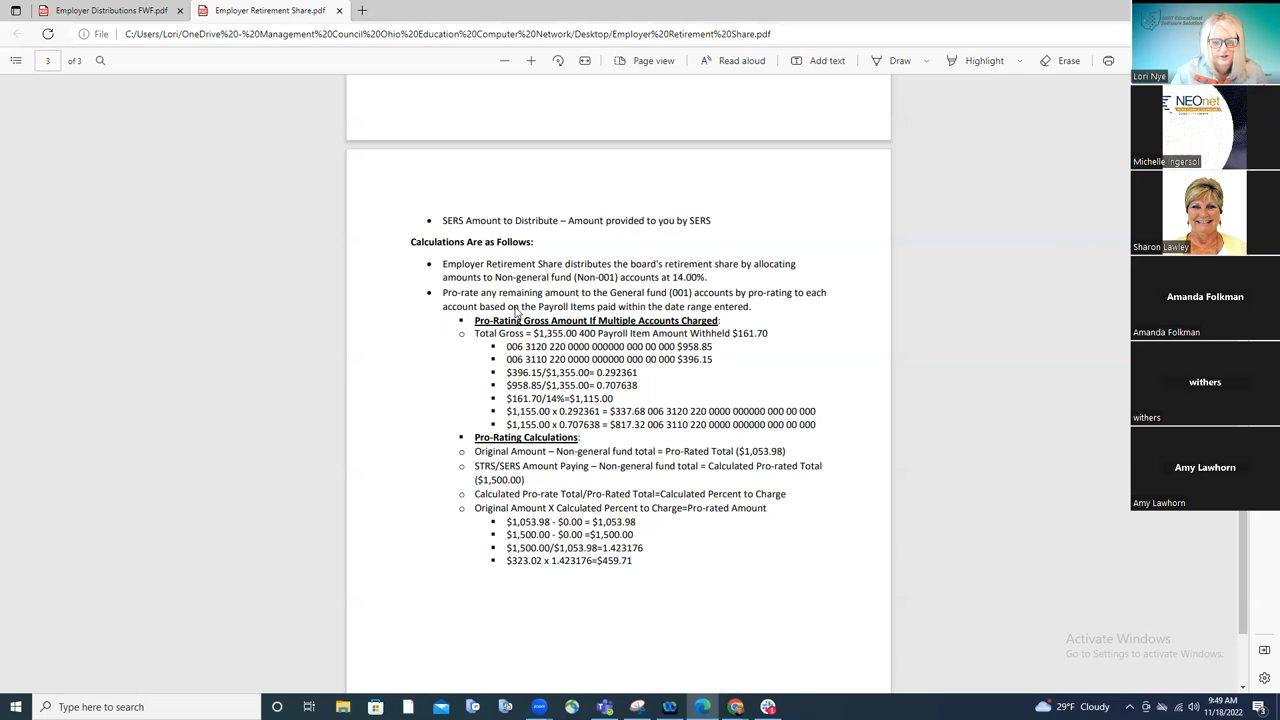 Employer Distributions FWF.pdf
Employer Retirement Share.pdf
File
C:/Users/Lori/OneDrive%20-%20Management%20Council%20Ohio%20Education%20Computer%20Network/Desktop/Employer%20Retirement%20Share.pdf
3 of 3
Page view
Read aloud
Add text
Draw
Highlight
Erase
• SERS Amount to Distribute – Amount provided to you by SERS
Calculations Are as Follows:
• Employer Retirement Share distributes the board's retirement share by allocating
amounts to Non-general fund (Non-001) accounts at 14.00%.
• Pro-rate any remaining amount to the General fund (001) accounts by pro-rating to each
account based on the Payroll Items paid within the date range entered.
▪ Pro-Rating Gross Amount If Multiple Accounts Charged:
o Total Gross = $1,355.00 400 Payroll Item Amount Withheld $161.70
▪ 006 3120 220 0000 000000 000 00 000 $958.85
▪ 006 3110 220 0000 000000 000 00 000 $396.15
▪ $396.15/$1,355.00= 0.292361
▪ $958.85/$1,355.00= 0.707638
▪ $161.70/14%=$1,115.00
▪ $1,155.00 x 0.292361 = $337.68 006 3120 220 0000 000000 000 00 000
▪ $1,155.00 x 0.707638 = $817.32 006 3110 220 0000 000000 000 00 000
▪ Pro-Rating Calculations:
o Original Amount – Non-general fund total = Pro-Rated Total ($1,053.98)
o STRS/SERS Amount Paying – Non-general fund total = Calculated Pro-rated Total
($1,500.00)
o Calculated Pro-rate Total/Pro-Rated Total=Calculated Percent to Charge
o Original Amount X Calculated Percent to Charge=Pro-rated Amount
▪ $1,053.98 - $0.00 = $1,053.98
▪ $1,500.00 - $0.00 =$1,500.00
▪ $1,500.00/$1,053.98=1.423176
▪ $323.02 x 1.423176=$459.71
Lori Nye
NEOnet
Michelle Ingersol
Sharon Lawley
Amanda Folkman
Amanda Folkman
withers
withers
Amy Lawhorn
Amy Lawhorn
Activate Windows
Go to Settings to activate Windows.
Type here to search
29°F Cloudy
9:49 AM
11/18/2022